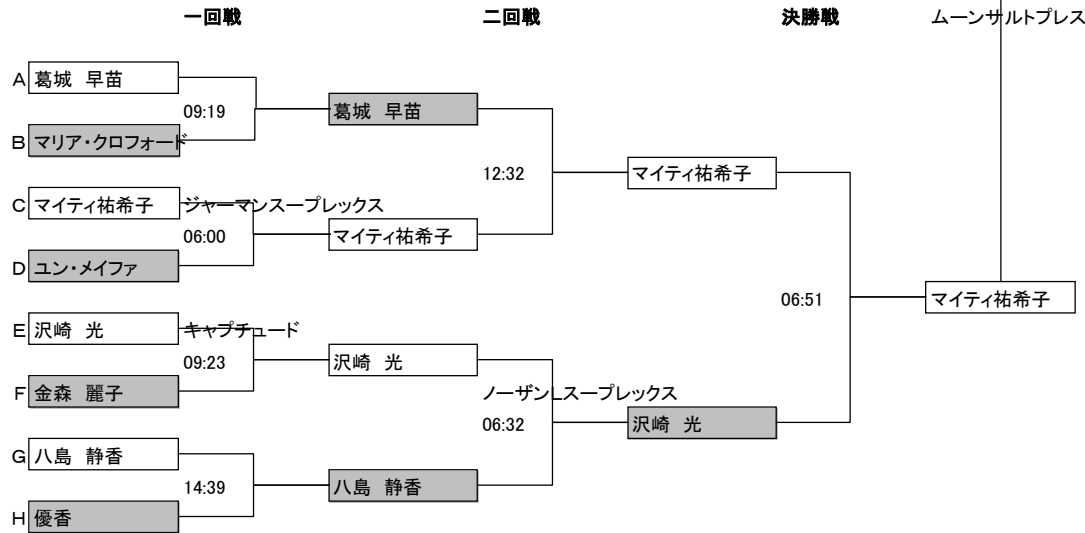 一回戦
二回戦
決勝戦
ムーンサルトプレス
A 葛城 早苗
09:19
B マリア・クロフォード
葛城 早苗
12:32
C マイティ祐希子
ジャーマンスープレックス
06:00
D ユン・メイファ
マイティ祐希子
マイティ祐希子
E 沢崎 光
キャプチュード
09:23
F 金森 麗子
沢崎 光
ノーザンLスープレックス
06:32
G 八島 静香
14:39
H 優香
八島 静香
沢崎 光
06:51
マイティ祐希子